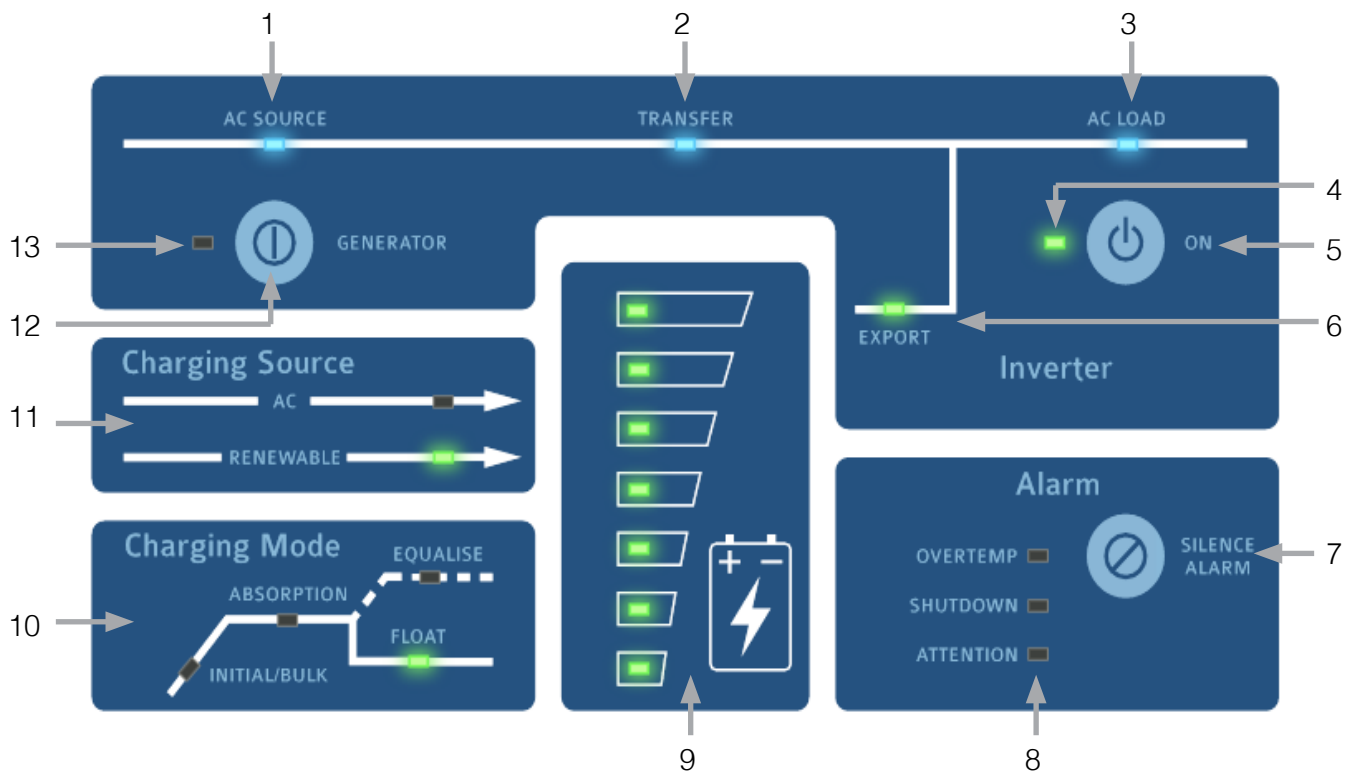 1
2
3
AC SOURCE
TRANSFER
AC LOAD
4
13
GENERATOR
ON
5
12
6
EXPORT
Inverter
Charging Source
AC
11
RENEWABLE
Charging Mode
EQUALISE
ABSORPTION
10
FLOAT
INITIAL/BULK
+ −
9
Alarm
OVERTEMP
SILENCE
ALARM
7
SHUTDOWN
ATTENTION
8